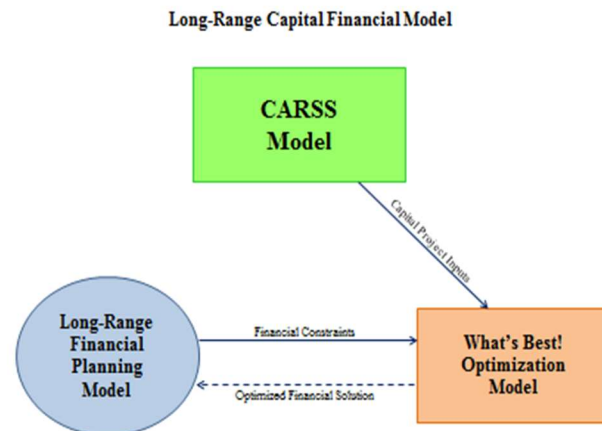 Long-Range Capital Financial Model
CARSS
Model
Capital Project Inputs
Long-Range
Financial
Planning
Model
Financial Constraints
Optimized Financial Solution
What's Best!
Optimization
Model